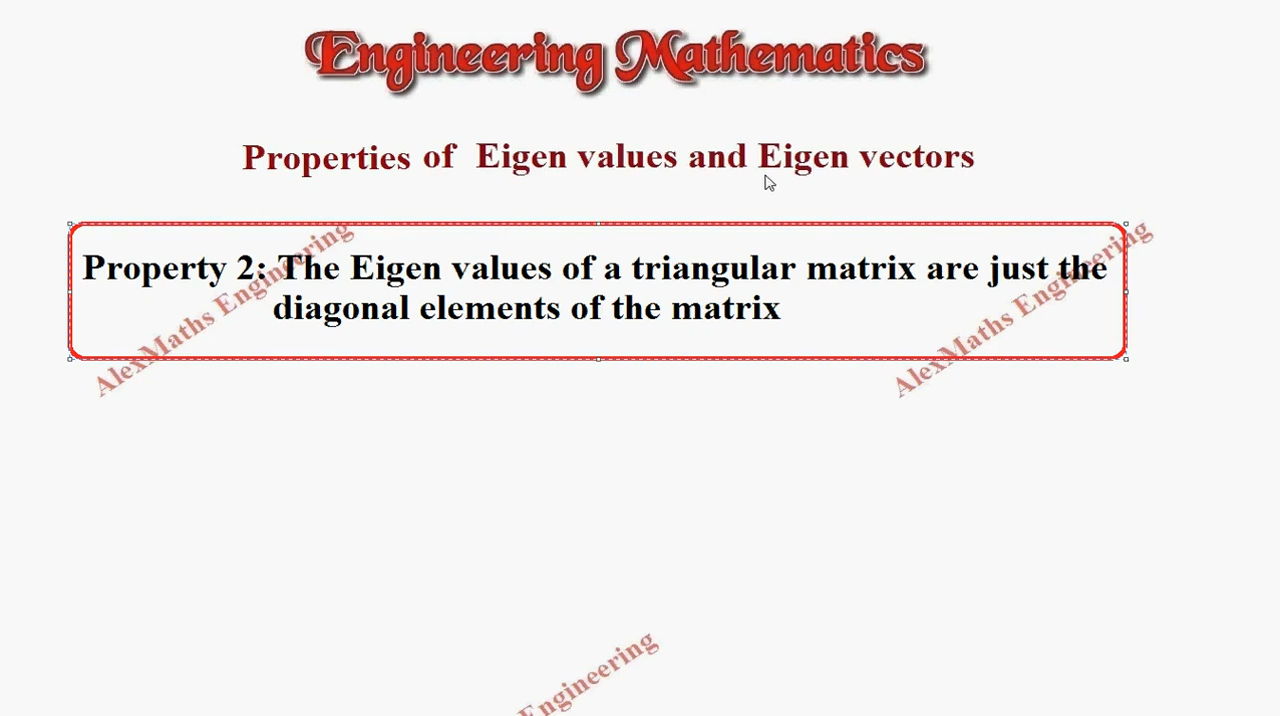 Engineering Mathematics
Properties of Eigen values and Eigen vectors
Property 2: The Eigen values of a triangular matrix are just the
diagonal elements of the matrix
AlexMaths Engineering
AlexMaths Engineering
Engineering